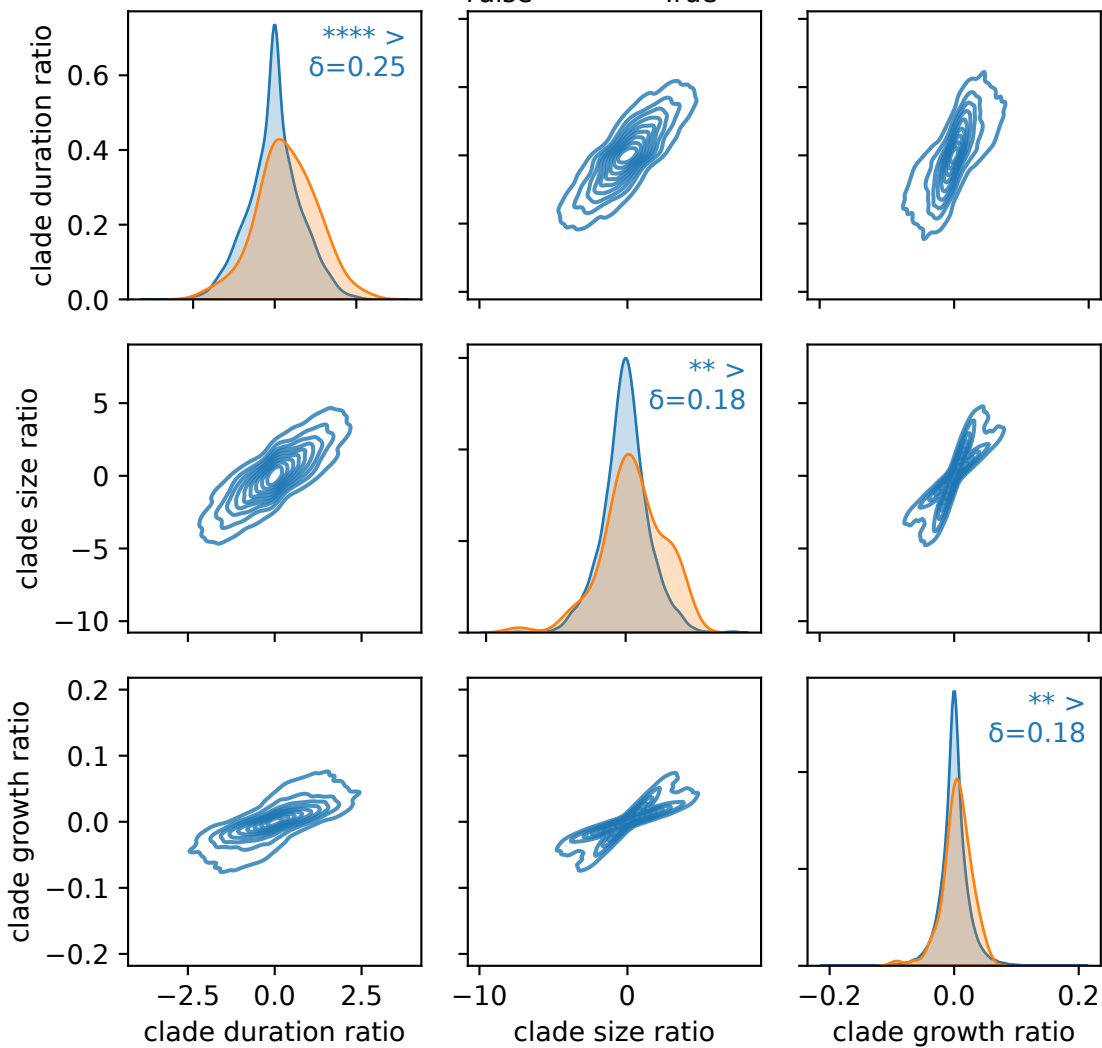 clade duration ratio
0.6
0.4
0.2
0.0
**** >
δ=0.25
clade size ratio
5
0
−5
−10
** >
δ=0.18
clade growth ratio
0.2
0.1
0.0
−0.1
−0.2
** >
δ=0.18
−2.5 0.0 2.5
−10 0
−0.2 0.0 0.2
clade duration ratio
clade size ratio
clade growth ratio